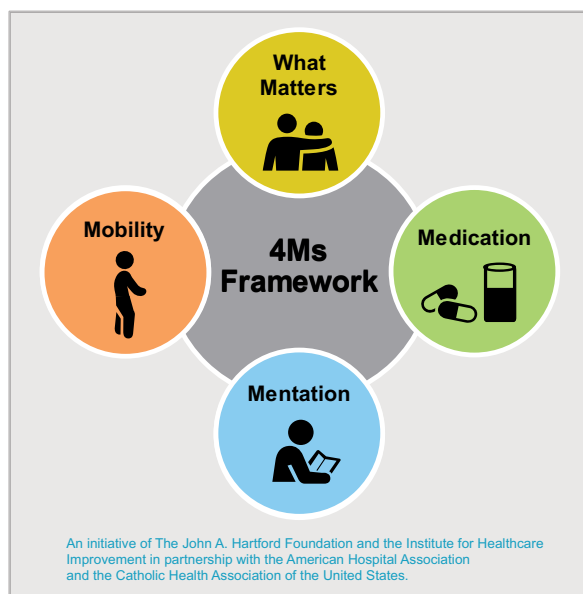 What
Matters
Mobility
4Ms
Framework
Medication
Mentation
An initiative of The John A. Hartford Foundation and the Institute for Healthcare
Improvement in partnership with the American Hospital Association
and the Catholic Health Association of the United States.